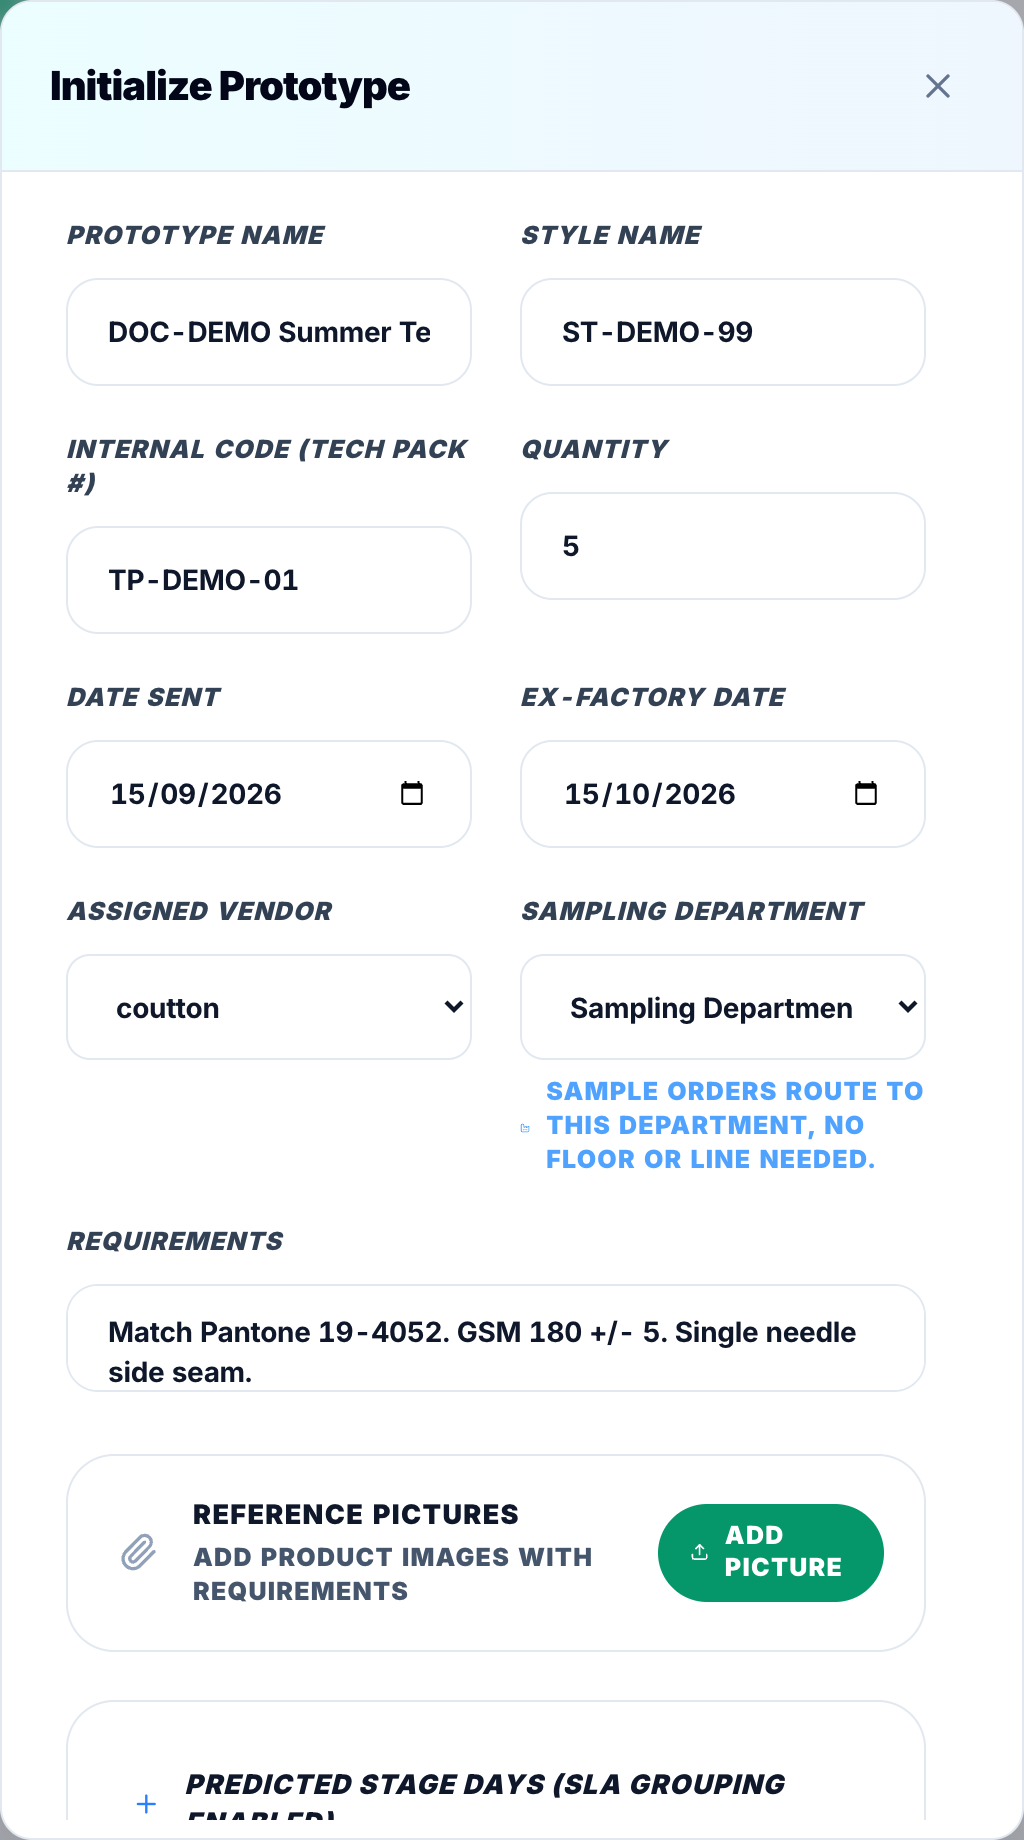 Initialize Prototype
PROTOTYPE NAME
STYLE NAME
DOC-DEMO Summer Te
ST-DEMO-99
INTERNAL CODE (TECH PACK
#)
QUANTITY
TP-DEMO-01
5
DATE SENT
EX-FACTORY DATE
15/09/2026
15/10/2026
ASSIGNED VENDOR
SAMPLING DEPARTMENT
coutton
Sampling Departmen
SAMPLE ORDERS ROUTE TO
THIS DEPARTMENT, NO
FLOOR OR LINE NEEDED.
REQUIREMENTS
Match Pantone 19-4052. GSM 180 +/- 5. Single needle
side seam.
REFERENCE PICTURES
ADD PRODUCT IMAGES WITH
REQUIREMENTS
ADD
PICTURE
PREDICTED STAGE DAYS (SLA GROUPING
ENABLED)